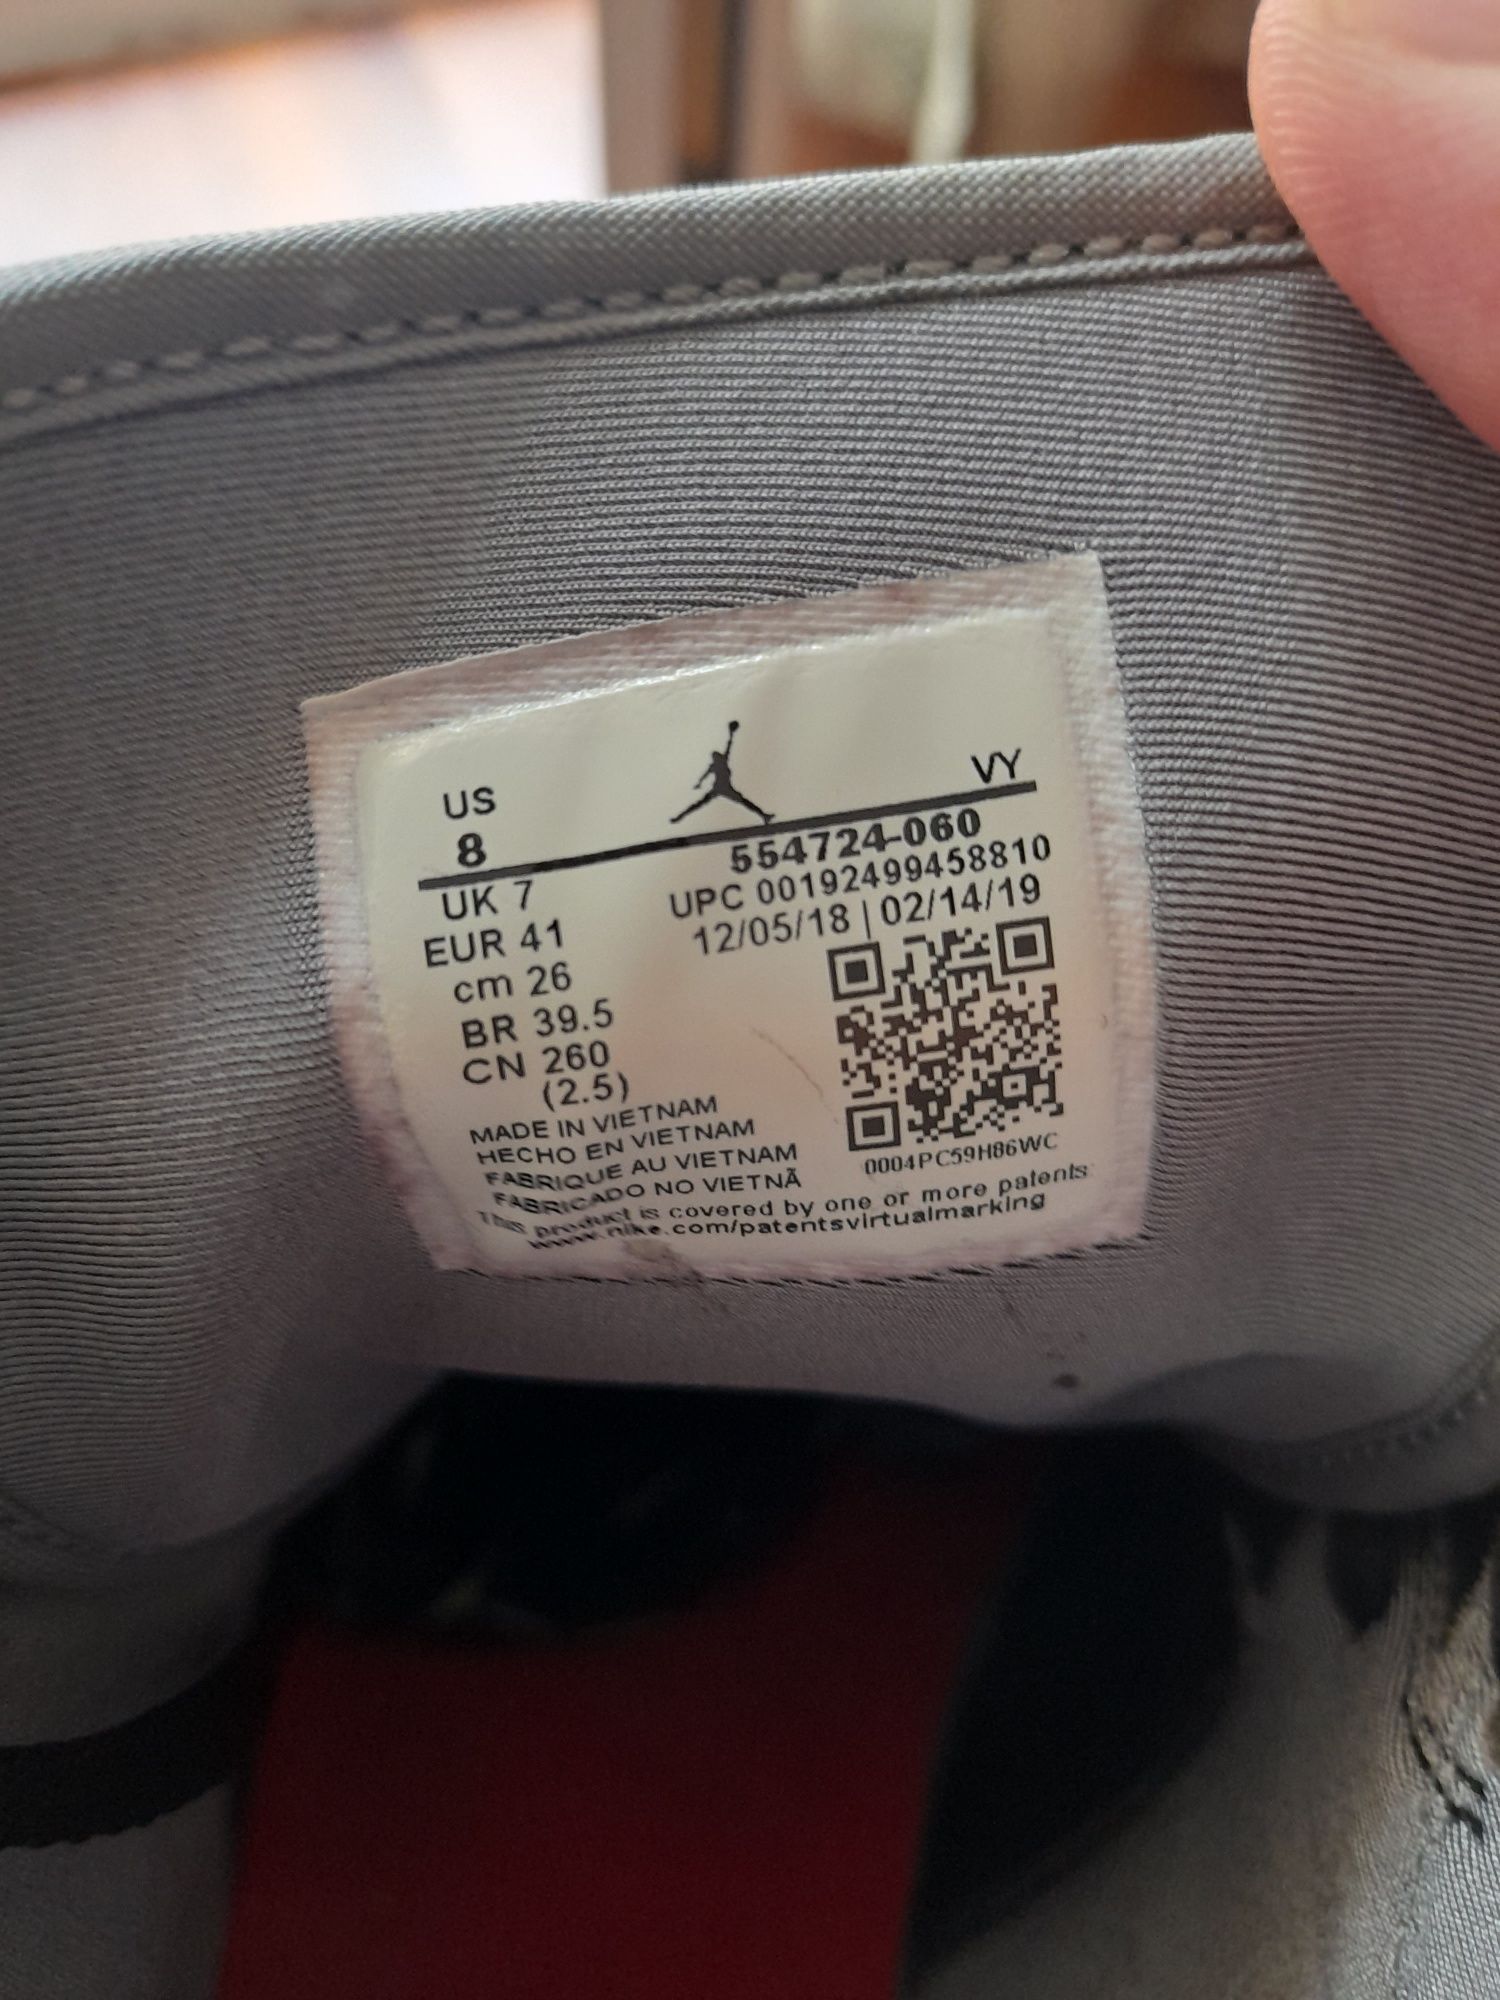 US
8
VY
554724-060
UPC 00192499458810
12/05/18 | 02/14/19
UK 7
EUR 41
cm 26
BR 39.5
CN 260
(2.5)
MADE IN VIETNAM
HECHO EN VIETNAM
FABRIQUE AU VIETNAM
FABRICADO NO VIETNÃ
0004PC59H86WC
This product is covered by one or more patents:
www.nike.com/patentsvirtualmarking